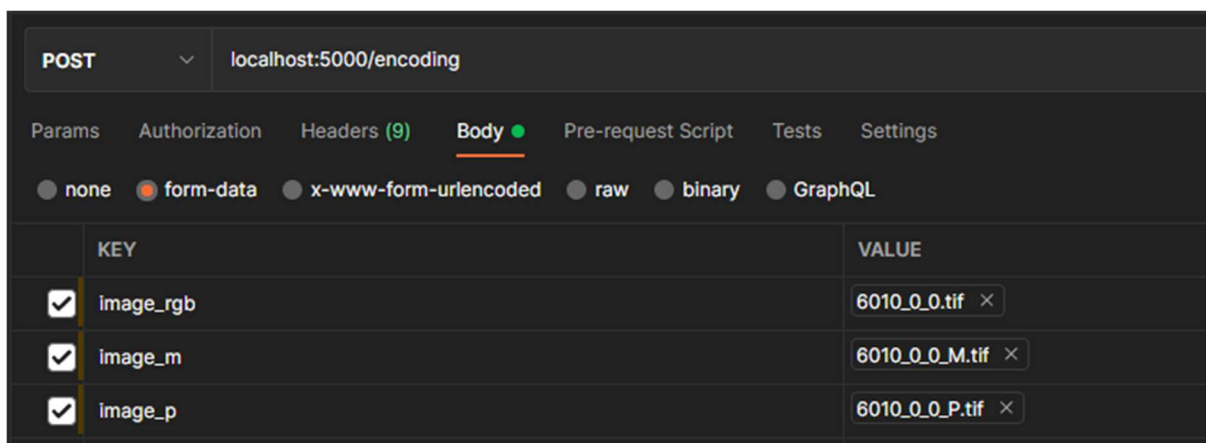 POST localhost:5000/encoding
Params Authorization Headers (9) Body Pre-request Script Tests Settings
none form-data x-www-form-urlencoded raw binary GraphQL
KEY VALUE
image_rgb 6010_0_0.tif ×
image_m 6010_0_0_M.tif ×
image_p 6010_0_0_P.tif ×